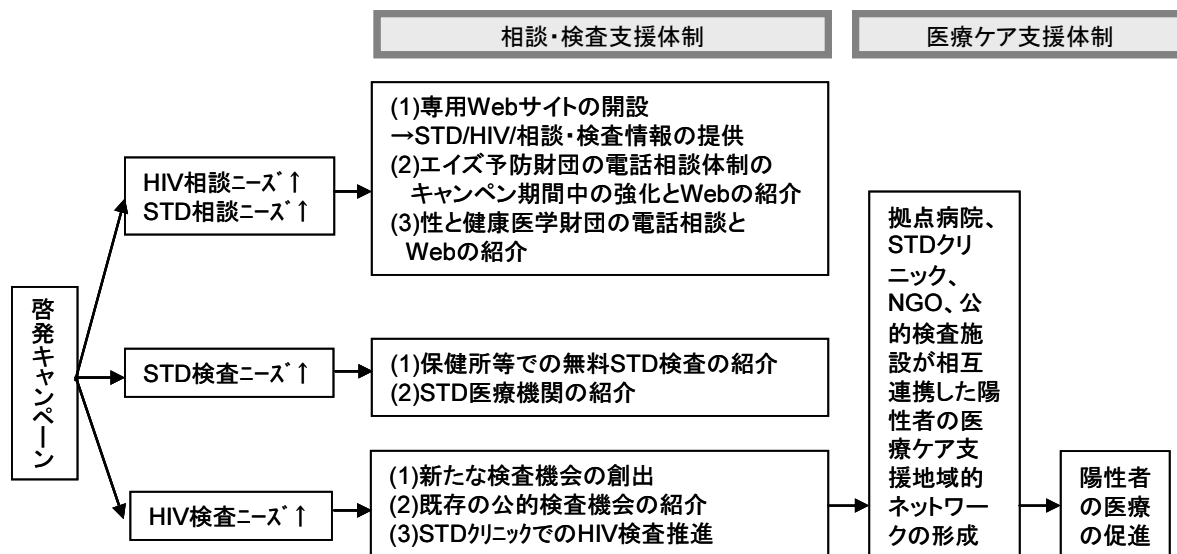 相談・検査支援体制
医療ケア支援体制
啓発キャンペーン
HIV相談ニーズ↑
STD相談ニーズ↑
(1)専用Webサイトの開設
→STD/HIV/相談・検査情報の提供
(2)エイズ予防財団の電話相談体制の
キャンペン期間中の強化とWebの紹介
(3)性と健康医学財団の電話相談と
Webの紹介
STD検査ニーズ↑
(1)保健所等での無料STD検査の紹介
(2)STD医療機関の紹介
HIV検査ニーズ↑
(1)新たな検査機会の創出
(2)既存の公的検査機会の紹介
(3)STDクリニックでのHIV検査推進
拠点病院、
STDクリ
ニック、
NGO、公
的検査施
設が相互
連携した陽
性者の医
療ケア支
援地域的
ネットワー
クの形成
陽性者
の医療
の促進